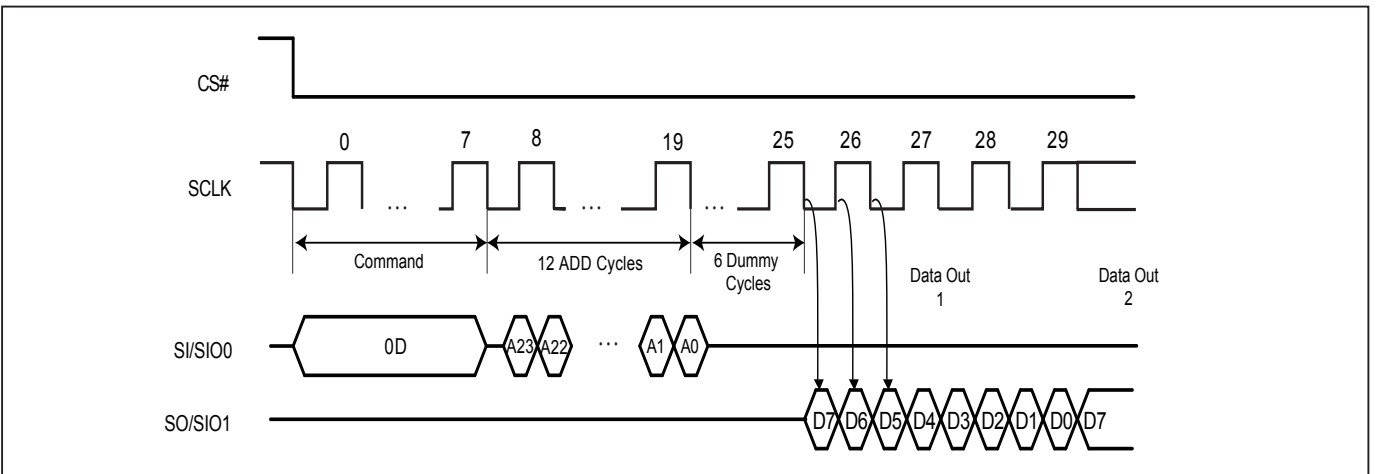 CS#
0 7 8 19 25 26 27 28 29
SCLK
... ... ...
Command 12 ADD Cycles 6 Dummy
Cycles
Data Out Data Out
1 2
SI/SIO0 0D A23 A22 ... A1 A0
SO/SIO1 D7 D6 D5 D4 D3 D2 D1 D0 D7